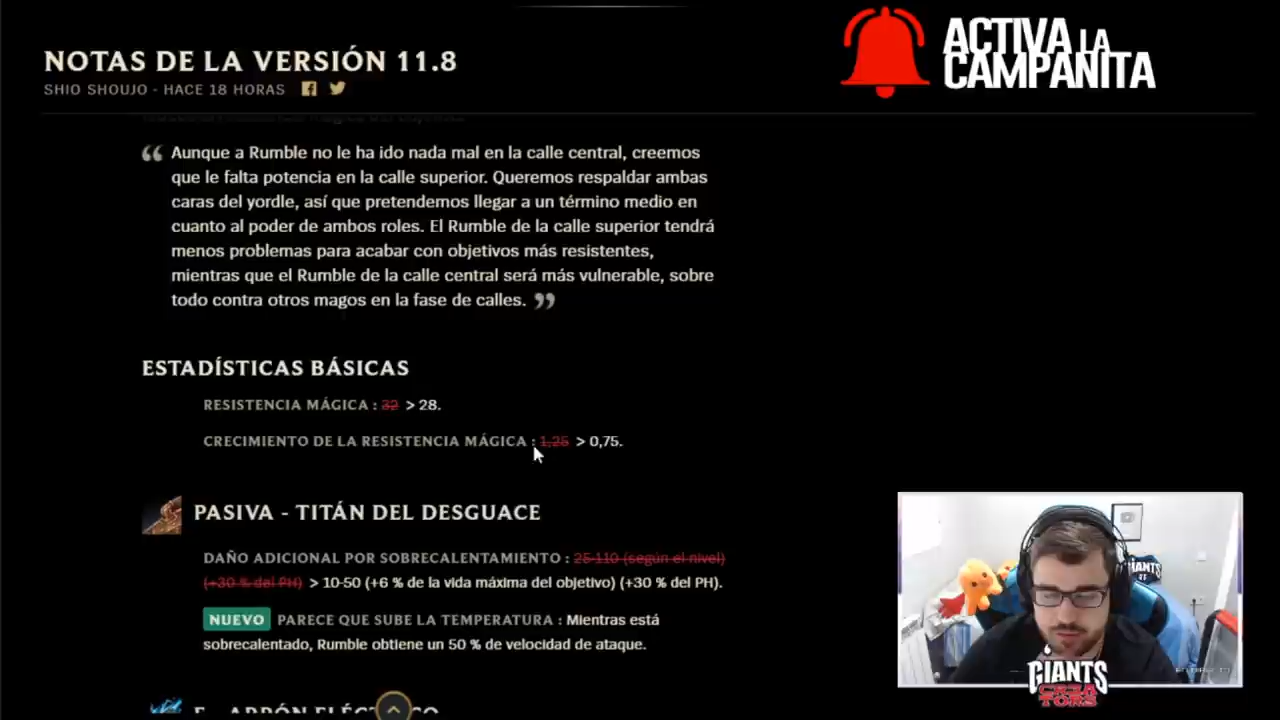 NOTAS DE LA VERSIÓN 11.8
SHIO SHOUJO - HACE 18 HORAS
ACTIVA LA
CAMPANITA
Aunque a Rumble no le ha ido nada mal en la calle central, creemos
que le falta potencia en la calle superior. Queremos respaldar ambas
caras del yordle, así que pretendemos llegar a un término medio en
cuanto al poder de ambos roles. El Rumble de la calle superior tendrá
menos problemas para acabar con objetivos más resistentes,
mientras que el Rumble de la calle central será más vulnerable, sobre
todo contra otros magos en la fase de calles.
ESTADÍSTICAS BÁSICAS
RESISTENCIA MÁGICA : 32 > 28.
CRECIMIENTO DE LA RESISTENCIA MÁGICA : 1,25 > 0,75.
PASIVA - TITÁN DEL DESGUACE
DAÑO ADICIONAL POR SOBRECALENTAMIENTO : 25-110 (según el nivel)
(+30 % del PH) > 10-50 (+6 % de la vida máxima del objetivo) (+30 % del PH).
NUEVO PARECE QUE SUBE LA TEMPERATURA : Mientras está
sobrecalentado, Rumble obtiene un 50 % de velocidad de ataque.
E - ARPÓN ELÉCTRICO
GIANTS
GIANTS
CREA
TORS